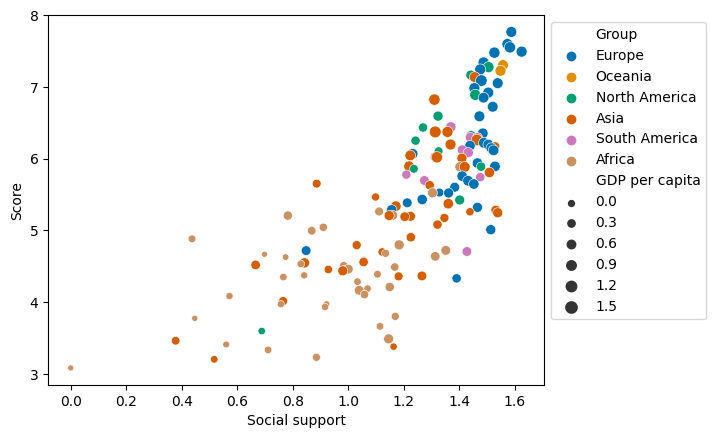 8
7
6
5
4
3
Score
0.0 0.2 0.4 0.6 0.8 1.0 1.2 1.4 1.6
Social support
Group
Europe
Oceania
North America
Asia
South America
Africa
GDP per capita
0.0
0.3
0.6
0.9
1.2
1.5